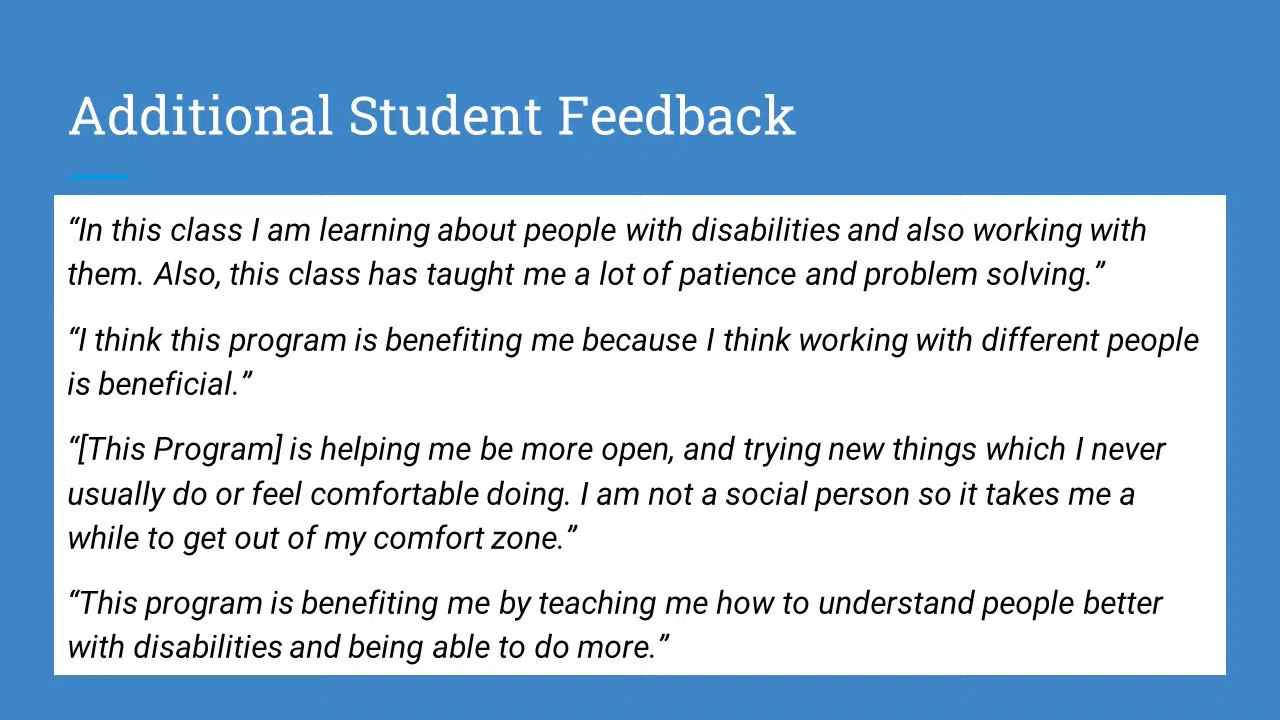 Additional Student Feedback
“In this class I am learning about people with disabilities and also working with
them. Also, this class has taught me a lot of patience and problem solving.”
“I think this program is benefiting me because I think working with different people
is beneficial.”
“[This Program] is helping me be more open, and trying new things which I never
usually do or feel comfortable doing. I am not a social person so it takes me a
while to get out of my comfort zone.”
“This program is benefiting me by teaching me how to understand people better
with disabilities and being able to do more.”